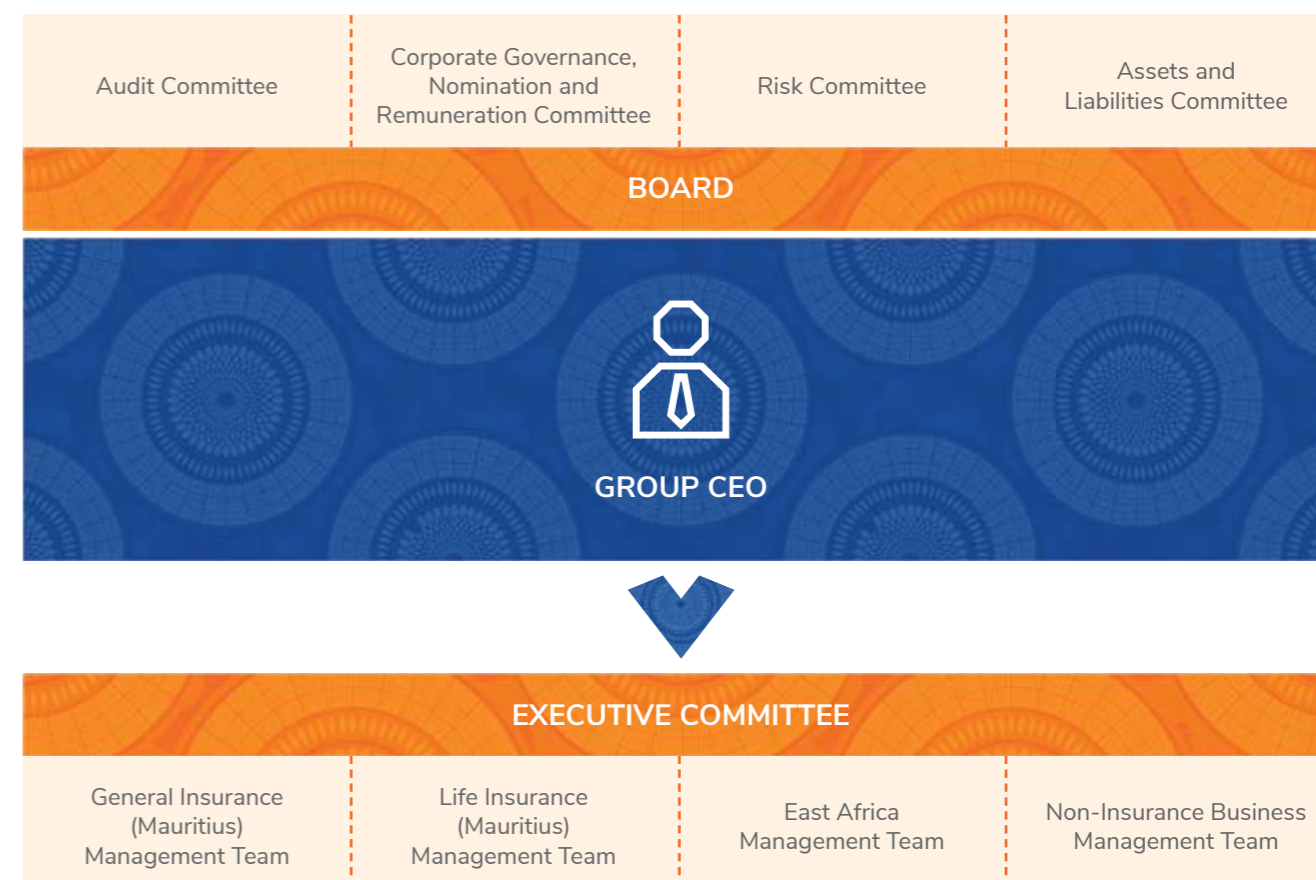 Audit Committee
Corporate Governance,
Nomination and
Remuneration Committee
Risk Committee
Assets and
Liabilities Committee
BOARD
GROUP CEO
EXECUTIVE COMMITTEE
General Insurance
(Mauritius)
Management Team
Life Insurance
(Mauritius)
Management Team
East Africa
Management Team
Non-Insurance Business
Management Team